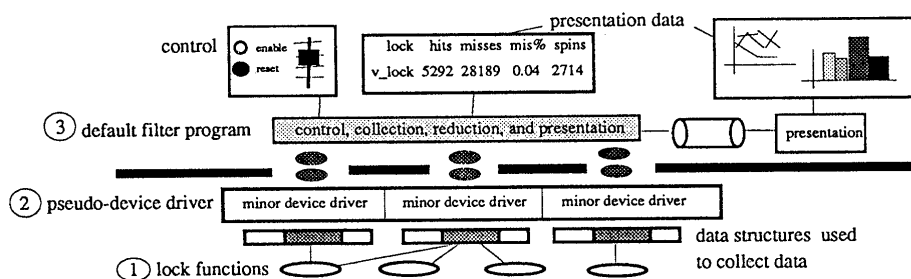 presentation data
control
enable
reset
lock hits misses mis% spins
v_lock 5292 28189 0.04 2714
3 default filter program
control, collection, reduction, and presentation
presentation
2 pseudo-device driver
minor device driver
minor device driver
minor device driver
data structures used
to collect data
1 lock functions